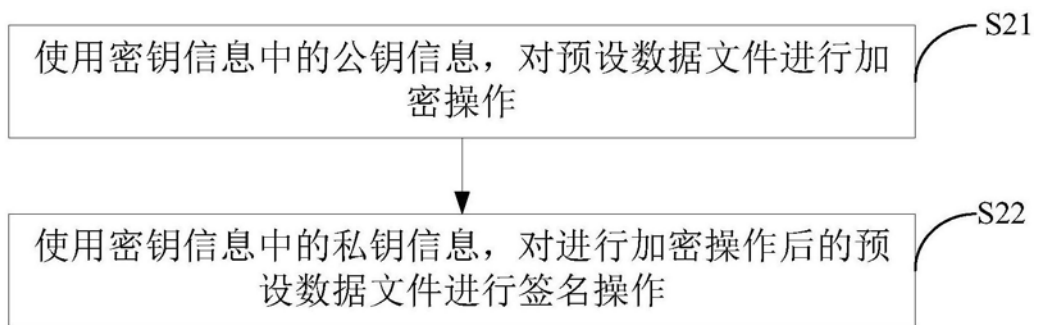 S21
使用密钥信息中的公钥信息，对预设数据文件进行加
密操作
S22
使用密钥信息中的私钥信息，对进行加密操作后的预
设数据文件进行签名操作